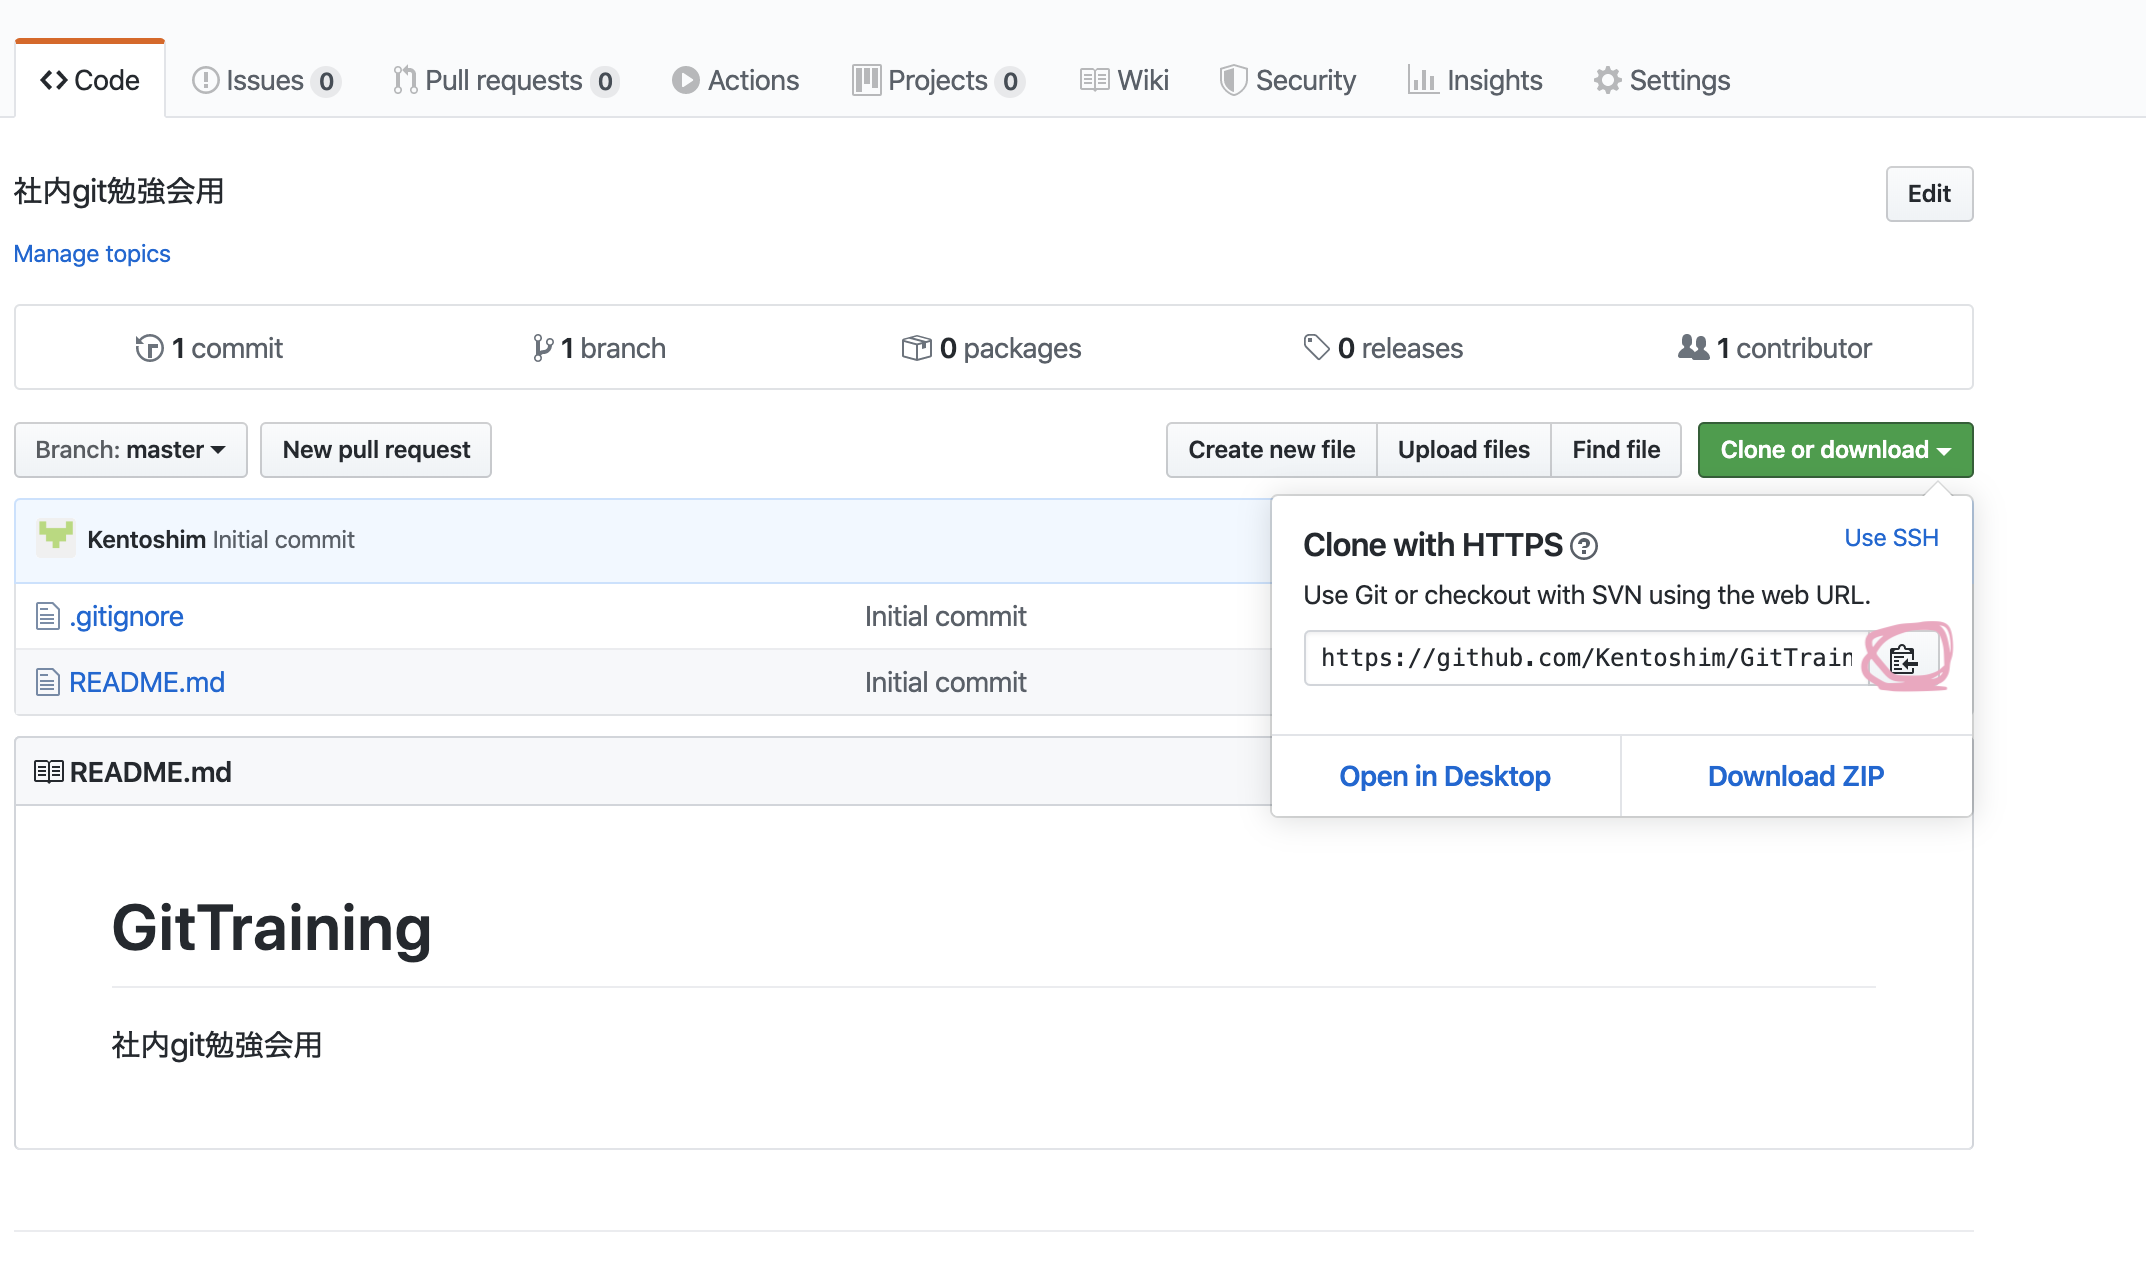 Code Issues 0 Pull requests 0 Actions Projects 0 Wiki Security Insights Settings
社内git勉強会用 Edit
Manage topics
1 commit 1 branch 0 packages 0 releases 1 contributor
Branch: master New pull request Create new file Upload files Find file Clone or download
Kentoshim Initial commit
.gitignore Initial commit
README.md Initial commit
Clone with HTTPS Use SSH
Use Git or checkout with SVN using the web URL.
https://github.com/Kentoshim/GitTrain
Open in Desktop Download ZIP
README.md
GitTraining
社内git勉強会用